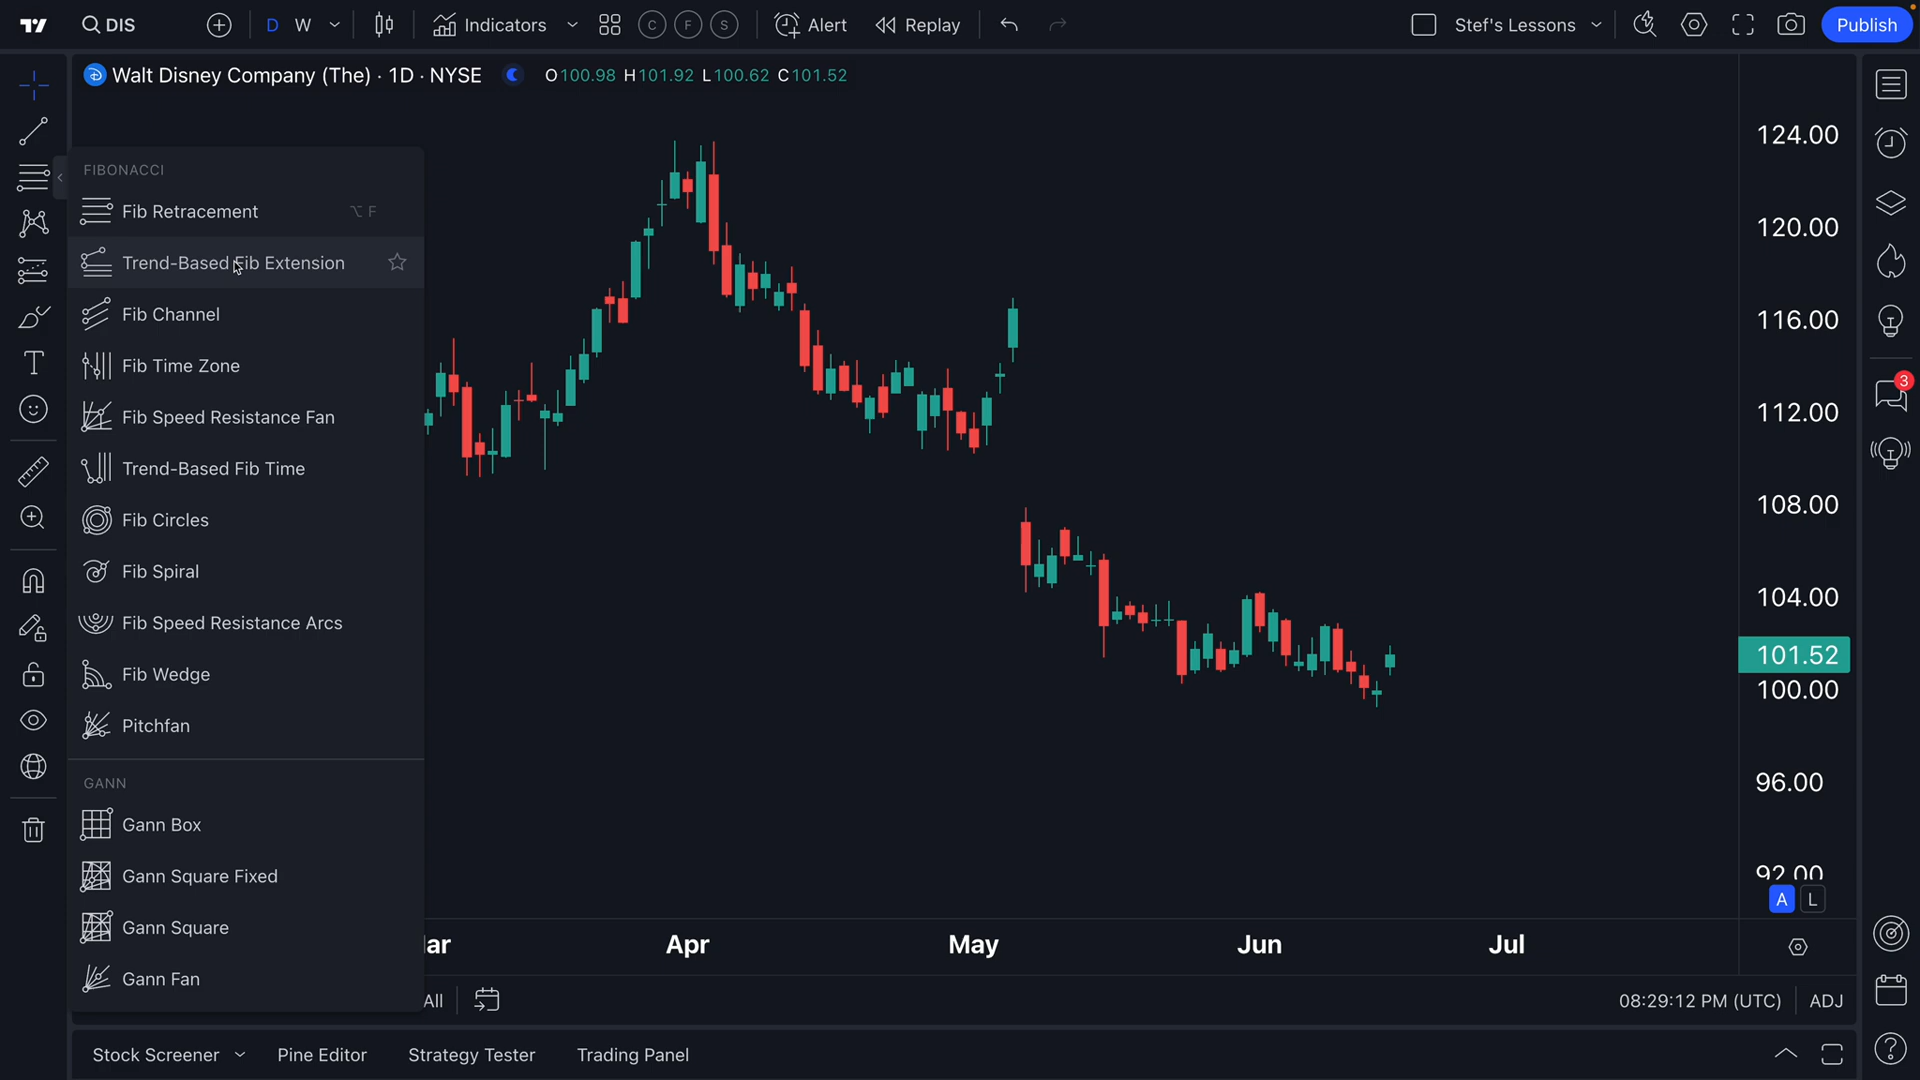 DIS
D W
Indicators
C F S
Alert
Replay
Stef's Lessons
Publish
Walt Disney Company (The) · 1D · NYSE
O100.98 H101.92 L100.62 C101.52
FIBONACCI
Fib Retracement ⌥ F
Trend-Based Fib Extension
Fib Channel
Fib Time Zone
Fib Speed Resistance Fan
Trend-Based Fib Time
Fib Circles
Fib Spiral
Fib Speed Resistance Arcs
Fib Wedge
Pitchfan
GANN
Gann Box
Gann Square Fixed
Gann Square
Gann Fan
124.00
120.00
116.00
112.00
108.00
104.00
101.52
100.00
96.00
92.00
A L
3
ar Apr May Jun Jul
All
08:29:12 PM (UTC) ADJ
Stock Screener Pine Editor Strategy Tester Trading Panel